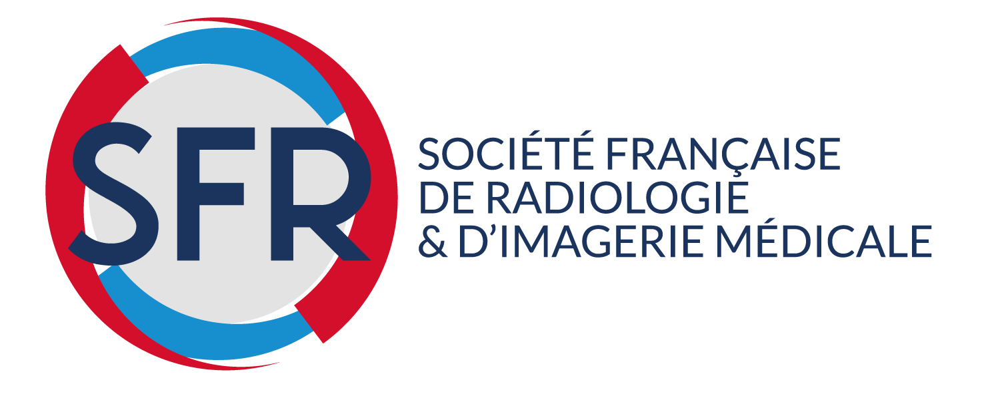 SFR
SOCIÉTÉ FRANÇAISE
DE RADIOLOGIE
& D’IMAGERIE MÉDICALE